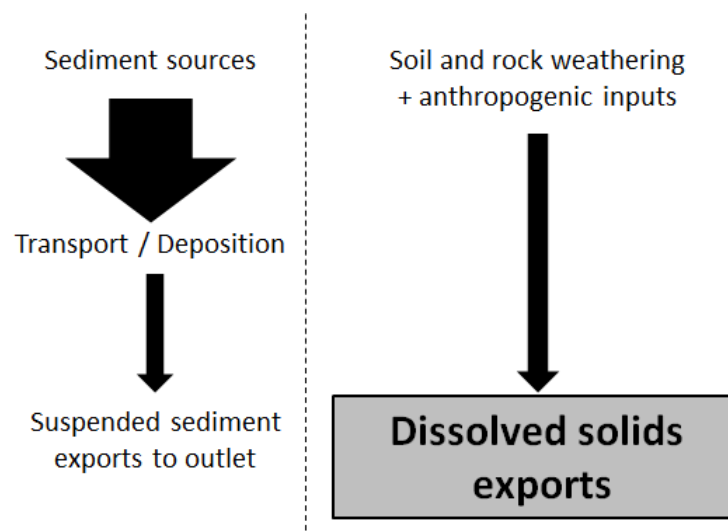 Sediment sources
Transport / Deposition
Suspended sediment
exports to outlet
Soil and rock weathering
+ anthropogenic inputs
Dissolved solids
exports